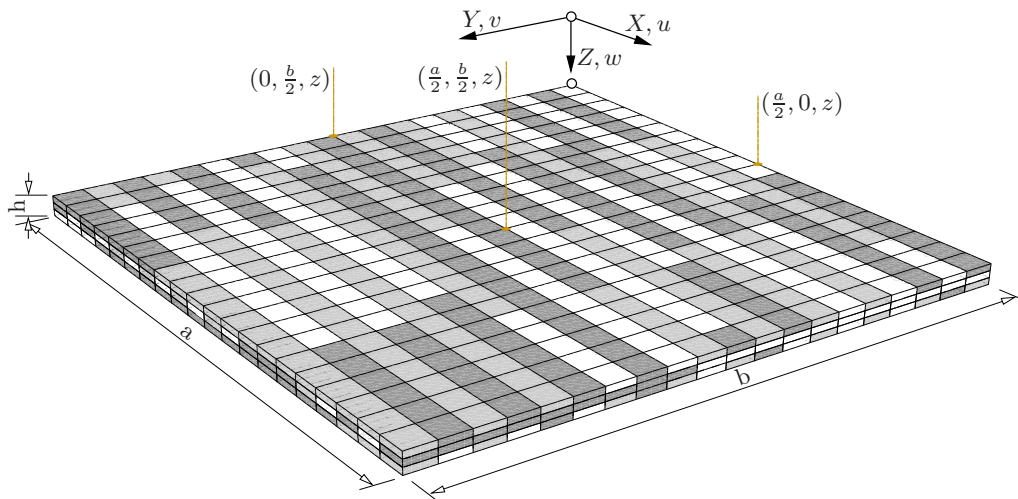 Y, v
X, u
Z, w
(0, b/2, z)
(a/2, b/2, z)
(a/2, 0, z)
h
a
b